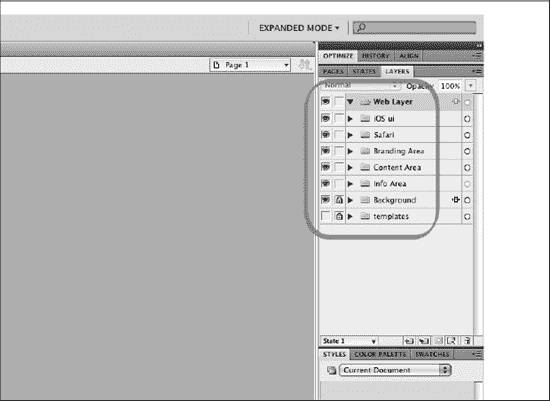 EXPANDED MODE
Page 1
OPTIMIZE HISTORY ALIGN
PAGES STATES LAYERS
Normal Opacity 100%
Web Layer
iOS ui
Safari
Branding Area
Content Area
Info Area
Background
templates
State 1
STYLES COLOR PALETTE SWATCHES
Current Document